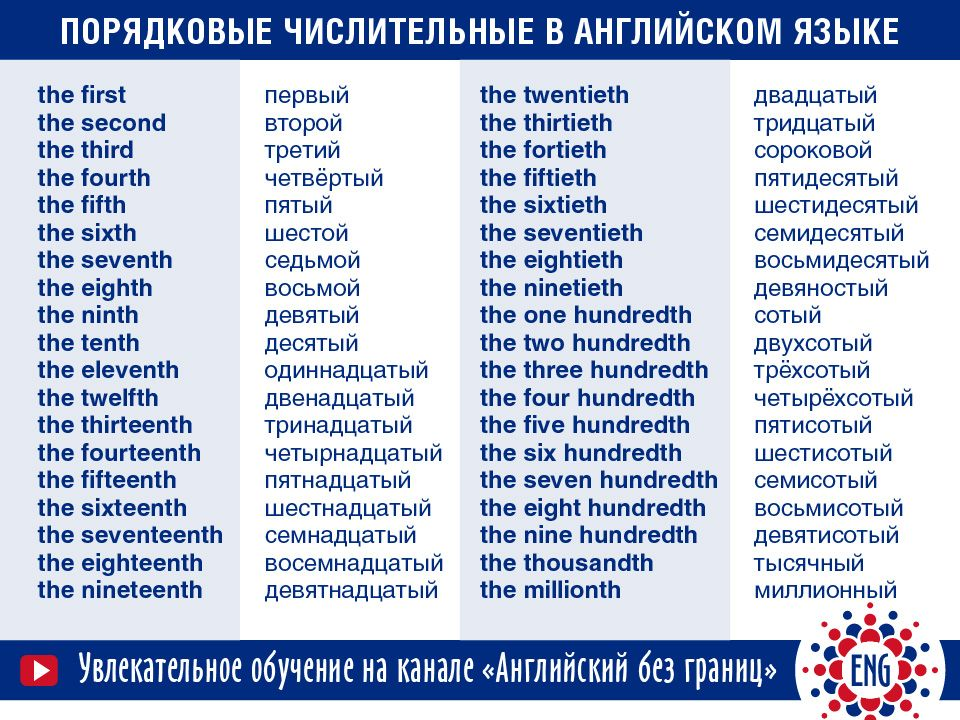 ПОРЯДКОВЫЕ ЧИСЛИТЕЛЬНЫЕ В АНГЛИЙСКОМ ЯЗЫКЕ
the first первый the twentieth двадцатый
the second второй the thirtieth тридцатый
the third третий the fortieth сороковой
the fourth четвёртый the fiftieth пятидесятый
the fifth пятый the sixtieth шестидесятый
the sixth шестой the seventieth семидесятый
the seventh седьмой the eightieth восьмидесятый
the eighth восьмой the ninetieth девяностый
the ninth девятый the one hundredth сотый
the tenth десятый the two hundredth двухсотый
the eleventh одиннадцатый the three hundredth трёхсотый
the twelfth двенадцатый the four hundredth четырёхсотый
the thirteenth тринадцатый the five hundredth пятисотый
the fourteenth четырнадцатый the six hundredth шестисотый
the fifteenth пятнадцатый the seven hundredth семисотый
the sixteenth шестнадцатый the eight hundredth восьмисотый
the seventeenth семнадцатый the nine hundredth девятисотый
the eighteenth восемнадцатый the thousandth тысячный
the nineteenth девятнадцатый the millionth миллионный
Увлекательное обучение на канале «Английский без границ»
ENG